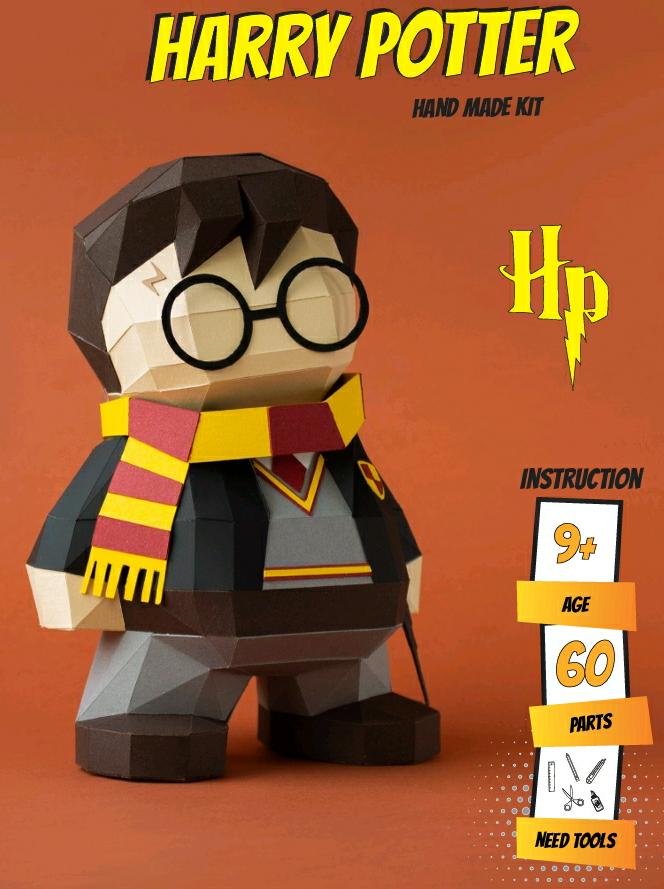 HARRY POTTER
HAND MADE KIT
Hp
INSTRUCTION
9+
AGE
60
PARTS
NEED TOOLS